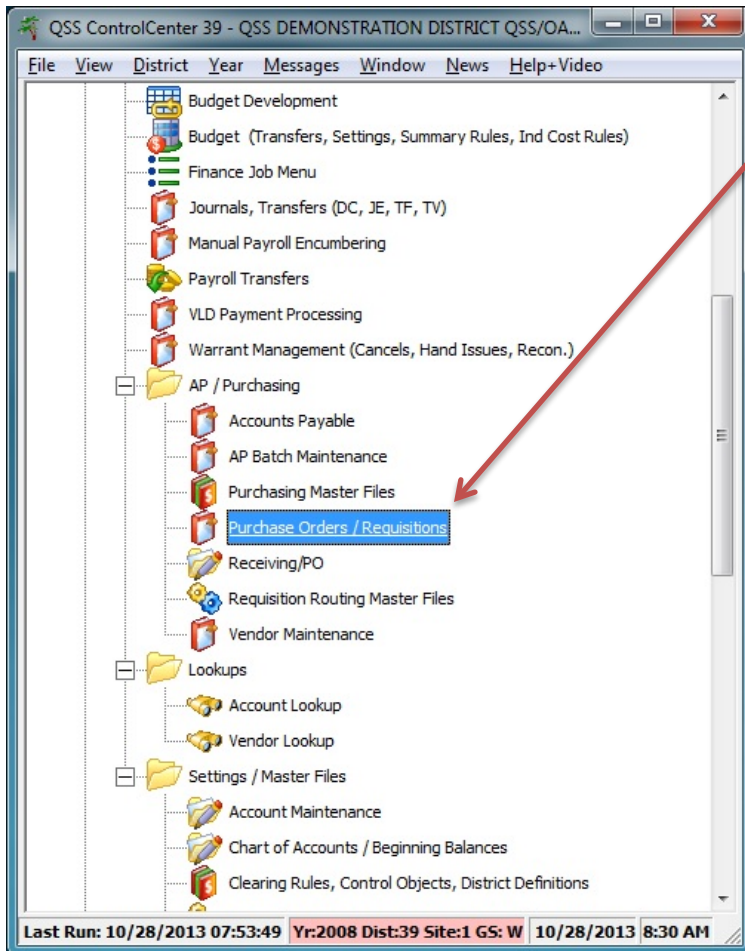 QSS ControlCenter 39 - QSS DEMONSTRATION DISTRICT QSS/OA...
File View District Year Messages Window News Help+Video
Budget Development
Budget (Transfers, Settings, Summary Rules, Ind Cost Rules)
Finance Job Menu
Journals, Transfers (DC, JE, TF, TV)
Manual Payroll Encumbering
Payroll Transfers
VLD Payment Processing
Warrant Management (Cancels, Hand Issues, Recon.)
AP / Purchasing
Accounts Payable
AP Batch Maintenance
Purchasing Master Files
Purchase Orders / Requisitions
Receiving/PO
Requisition Routing Master Files
Vendor Maintenance
Lookups
Account Lookup
Vendor Lookup
Settings / Master Files
Account Maintenance
Chart of Accounts / Beginning Balances
Clearing Rules, Control Objects, District Definitions
Last Run: 10/28/2013 07:53:49 Yr:2008 Dist:39 Site:1 GS: W 10/28/2013 8:30 AM